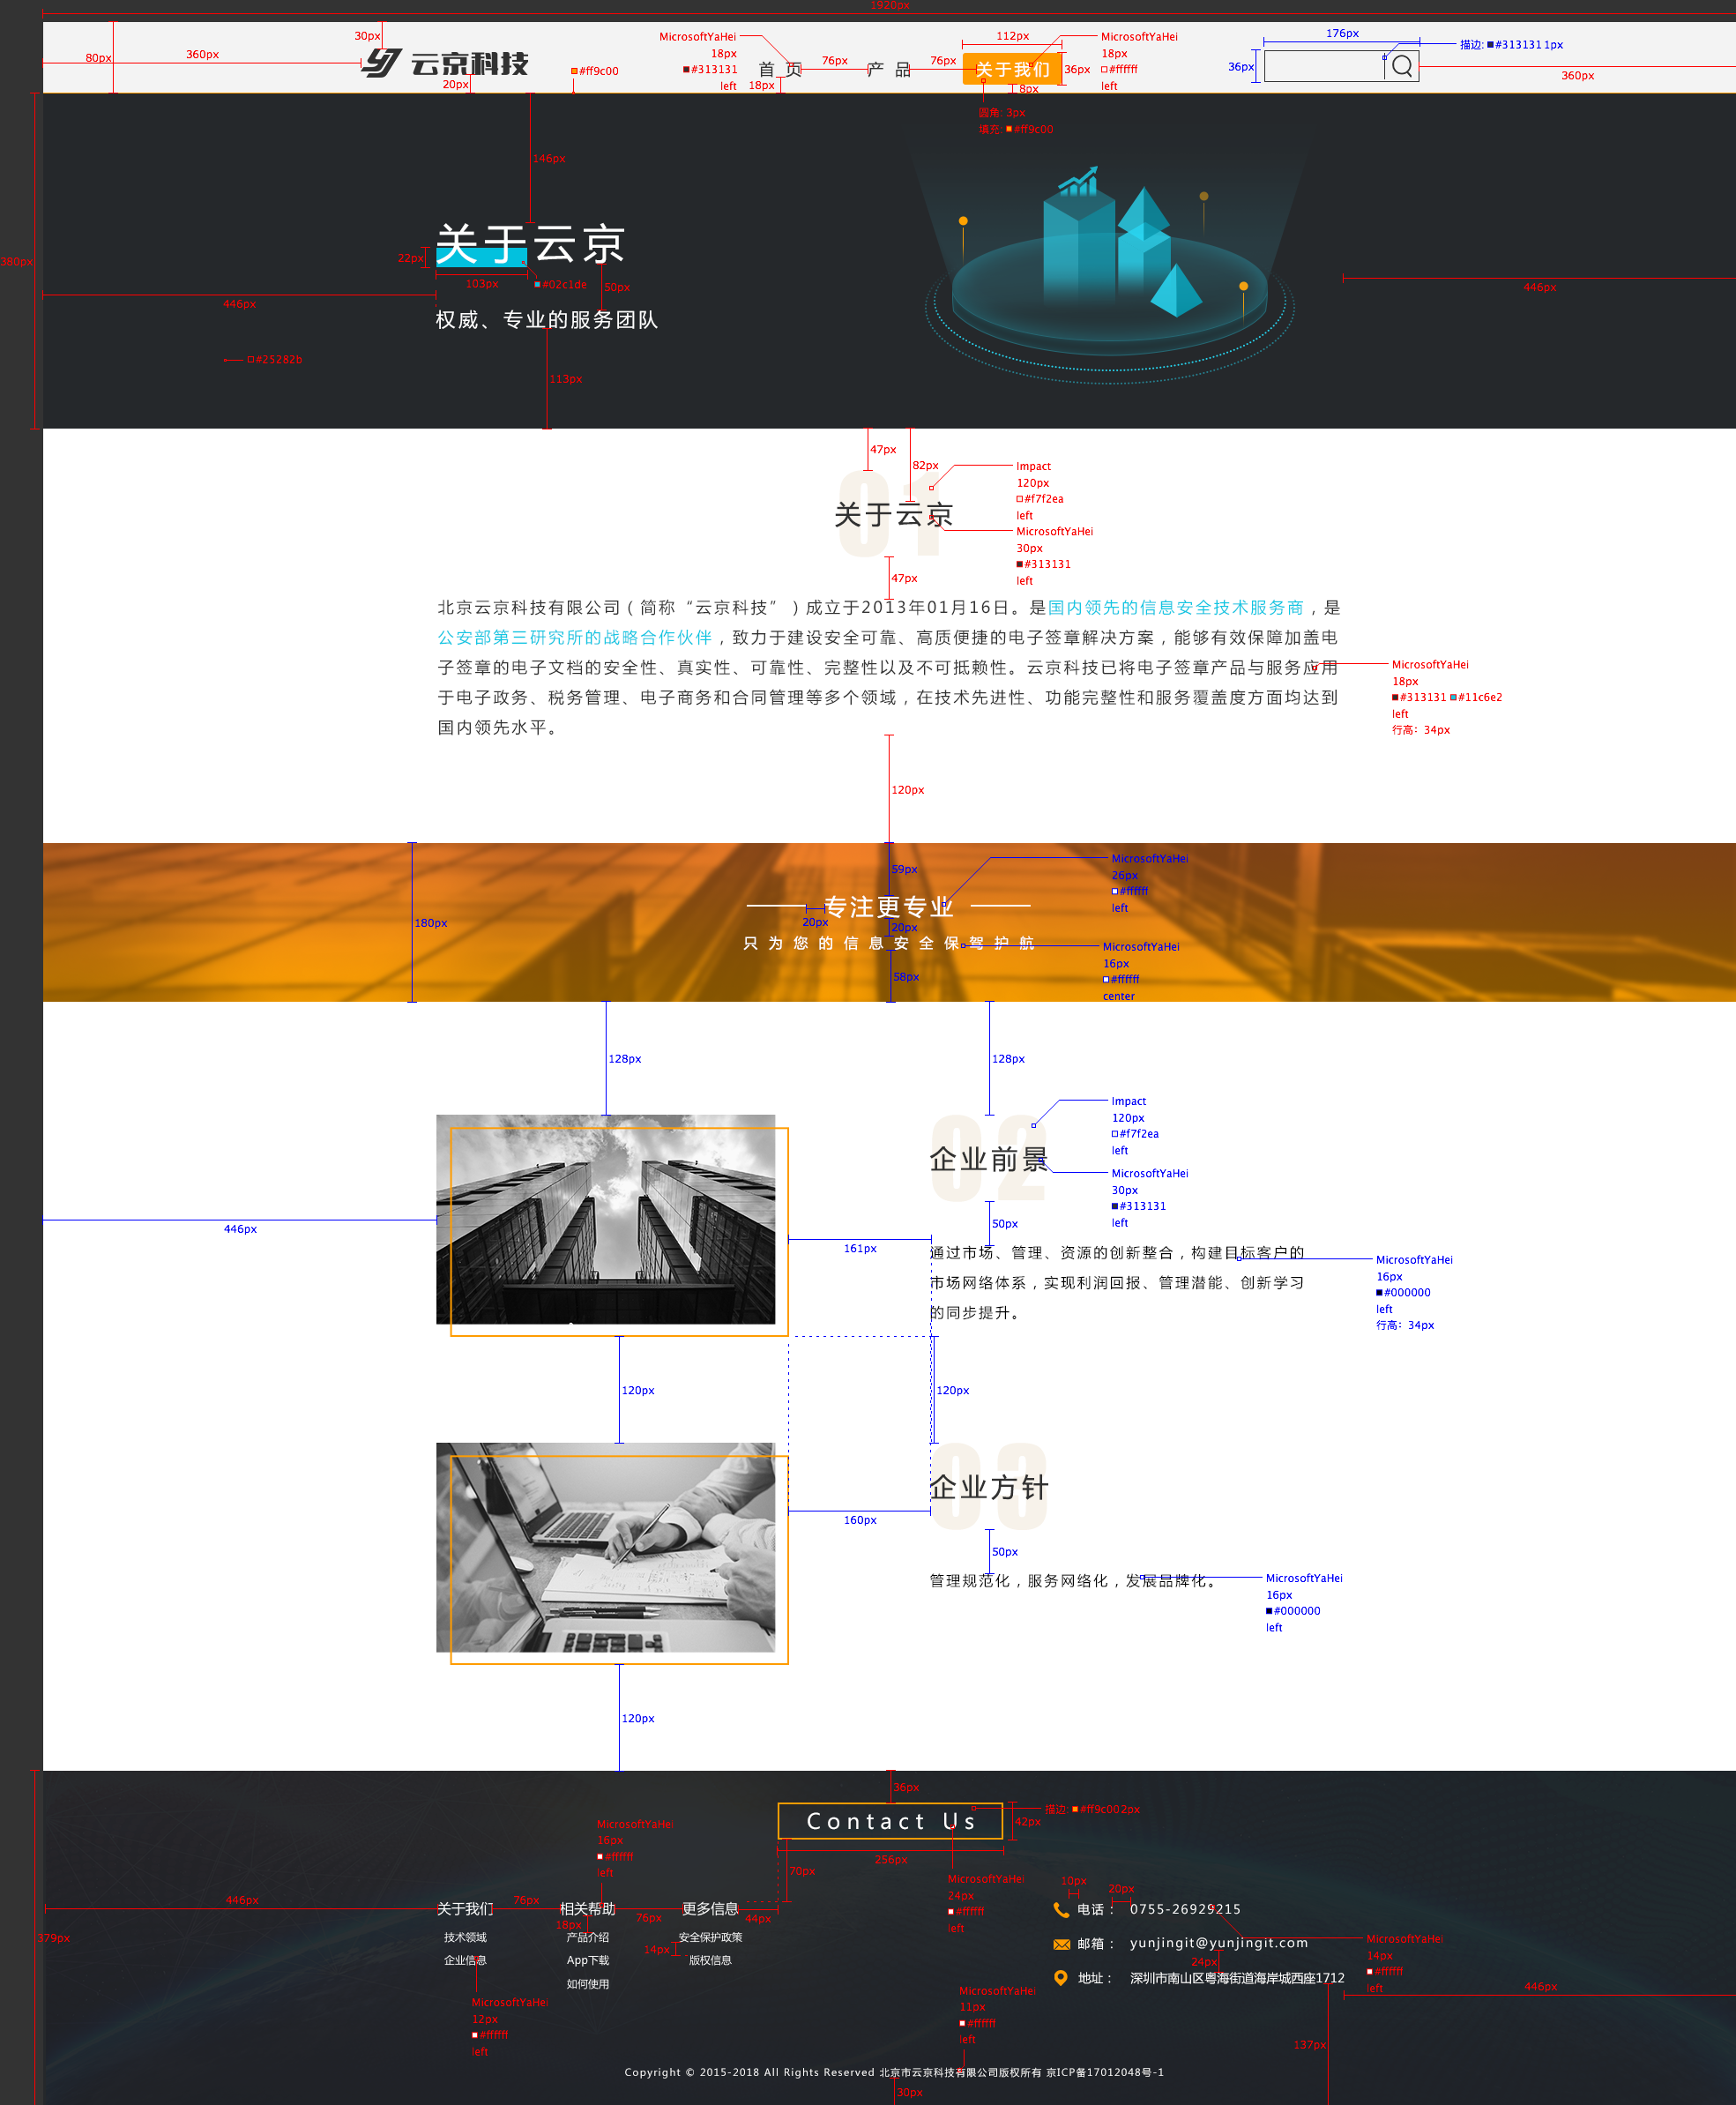 1920px
30px
MicrosoftYaHei
18px
#313131
left
112px
MicrosoftYaHei
18px
#ffffff
left
176px
描边: #313131 1px
80px
360px
云京科技
20px
#ff9c00
首 页
76px
产 品
76px
关于我们
36px
36px
360px
18px
8px
圆角: 3px
填充: #ff9c00
380px
146px
关于云京
22px
103px
#02c1de
50px
446px
446px
权威、专业的服务团队
#25282b
113px
47px
82px
Impact
120px
#f7f2ea
left
01
关于云京
MicrosoftYaHei
30px
#313131
left
47px
北京云京科技有限公司（简称“云京科技”）成立于2013年01月16日。是国内领先的信息安全技术服务商，是
公安部第三研究所的战略合作伙伴，致力于建设安全可靠、高质便捷的电子签章解决方案，能够有效保障加盖电
子签章的电子文档的安全性、真实性、可靠性、完整性以及不可抵赖性。云京科技已将电子签章产品与服务应用
于电子政务、税务管理、电子商务和合同管理等多个领域，在技术先进性、功能完整性和服务覆盖度方面均达到
国内领先水平。
MicrosoftYaHei
18px
#313131 #11c6e2
left
行高：34px
120px
180px
59px
MicrosoftYaHei
26px
#ffffff
left
20px
专注更专业
20px
只为您的信息安全保驾护航
58px
MicrosoftYaHei
16px
#ffffff
center
128px
128px
Impact
120px
#f7f2ea
left
02
企业前景
MicrosoftYaHei
30px
#313131
left
446px
50px
161px
通过市场、管理、资源的创新整合，构建目标客户的
市场网络体系，实现利润回报、管理潜能、创新学习
的同步提升。
MicrosoftYaHei
16px
#000000
left
行高：34px
120px
120px
03
企业方针
160px
50px
管理规范化，服务网络化，发展品牌化。
MicrosoftYaHei
16px
#000000
left
120px
36px
Contact Us
描边: #ff9c002px
42px
256px
MicrosoftYaHei
16px
#ffffff
left
70px
MicrosoftYaHei
24px
#ffffff
left
379px
446px
关于我们
76px
相关帮助
76px
更多信息
44px
18px
技术领域
企业信息
产品介绍
App下载
如何使用
安全保护政策
14px
版权信息
10px
20px
电话： 0755-26929215
邮箱： yunjingit@yunjingit.com
24px
地址： 深圳市南山区粤海街道海岸城西座1712
MicrosoftYaHei
14px
#ffffff
left
446px
MicrosoftYaHei
12px
#ffffff
left
MicrosoftYaHei
11px
#ffffff
left
137px
Copyright © 2015-2018 All Rights Reserved 北京市云京科技有限公司版权所有 京ICP备17012048号-1
30px